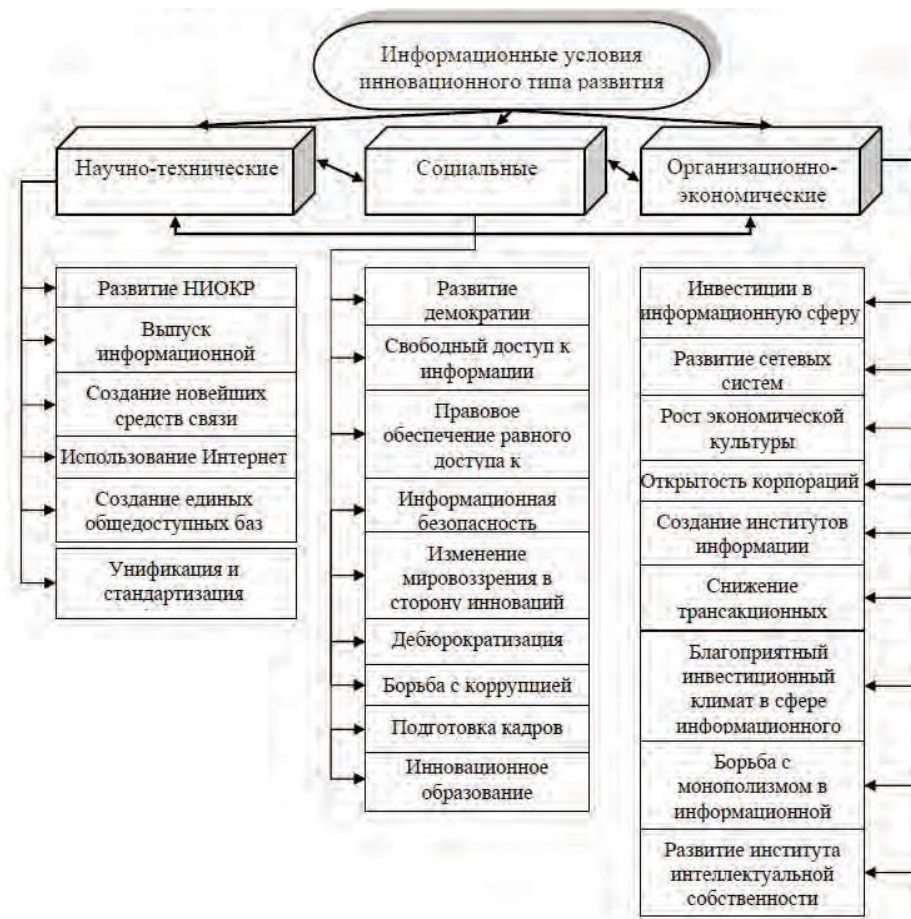 Информационные условия
инновационного типа развития
Научно-технические
Социальные
Организационно-
экономические
Развитие НИОКР
Выпуск
информационной
Создание новейших
средств связи
Использование Интернет
Создание единых
общедоступных баз
Унификация и
стандартизация
Развитие
демократии
Свободный доступ к
информации
Правовое
обеспечение равного
доступа к
Информационная
безопасность
Изменение
мировоззрения в
сторону инноваций
Дебюрократизация
Борьба с коррупцией
Подготовка кадров
Инновационное
образование
Инвестиции в
информационную сферу
Развитие сетевых
систем
Рост экономической
культуры
Открытость корпораций
Создание институтов
информации
Снижение
трансакционных
Благоприятный
инвестиционный
климат в сфере
информационного
Борьба с
монополизмом в
информационной
Развитие института
интеллектуальной
собственности